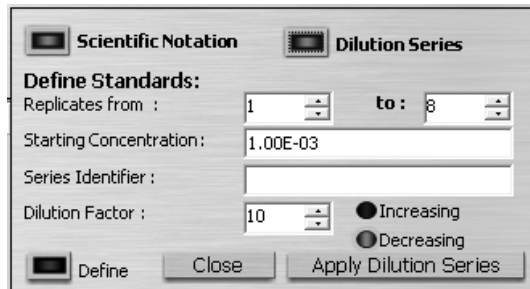 Scientific Notation Dilution Series
Define Standards:
Replicates from : 1 to : 8
Starting Concentration : 1.00E-03
Series Identifier :
Dilution Factor : 10 Increasing
Decreasing
Define Close Apply Dilution Series